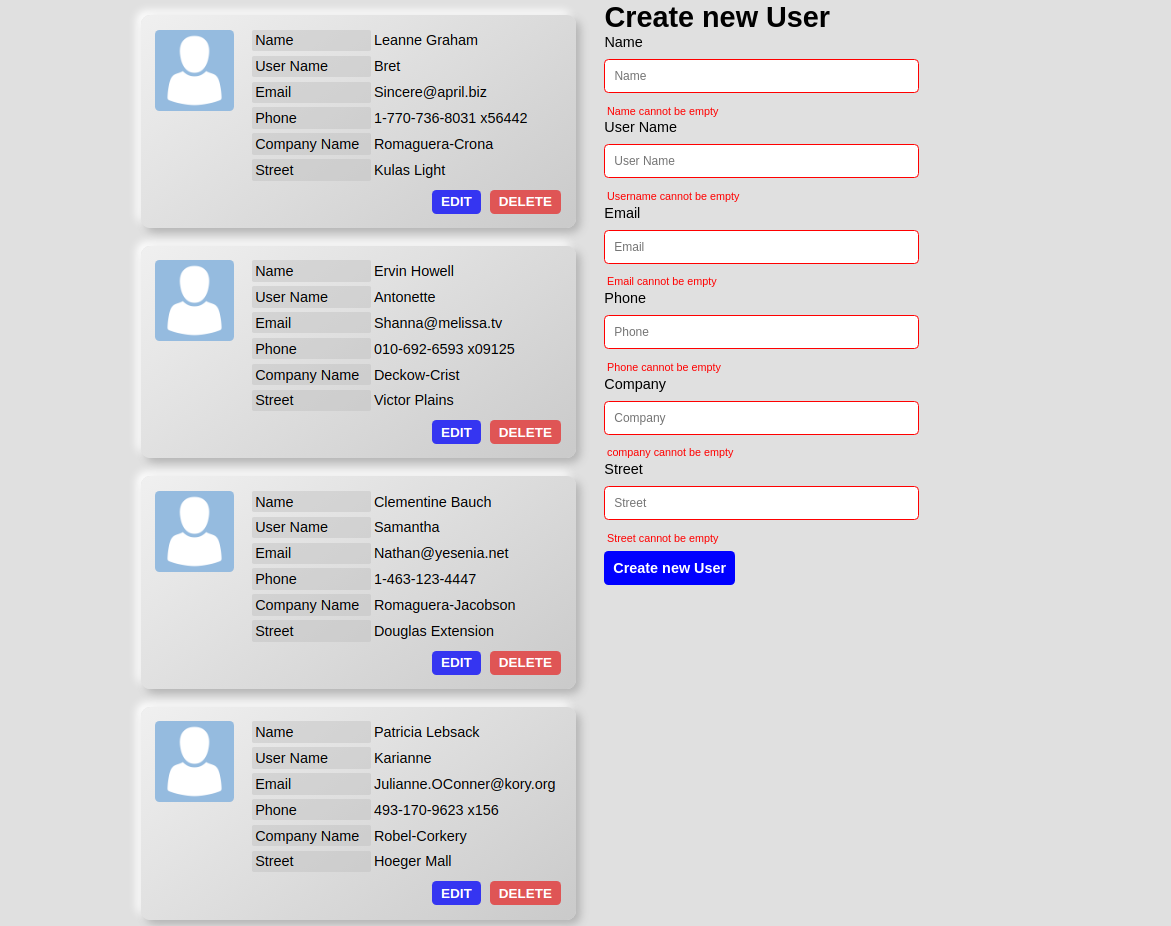 Name Leanne Graham
User Name Bret
Email Sincere@april.biz
Phone 1-770-736-8031 x56442
Company Name Romaguera-Crona
Street Kulas Light
EDIT DELETE
Name Ervin Howell
User Name Antonette
Email Shanna@melissa.tv
Phone 010-692-6593 x09125
Company Name Deckow-Crist
Street Victor Plains
EDIT DELETE
Name Clementine Bauch
User Name Samantha
Email Nathan@yesenia.net
Phone 1-463-123-4447
Company Name Romaguera-Jacobson
Street Douglas Extension
EDIT DELETE
Name Patricia Lebsack
User Name Karianne
Email Julianne.OConner@kory.org
Phone 493-170-9623 x156
Company Name Robel-Corkery
Street Hoeger Mall
EDIT DELETE
Create new User
Name
Name
Name cannot be empty
User Name
User Name
Username cannot be empty
Email
Email
Email cannot be empty
Phone
Phone
Phone cannot be empty
Company
Company
company cannot be empty
Street
Street
Street cannot be empty
Create new User